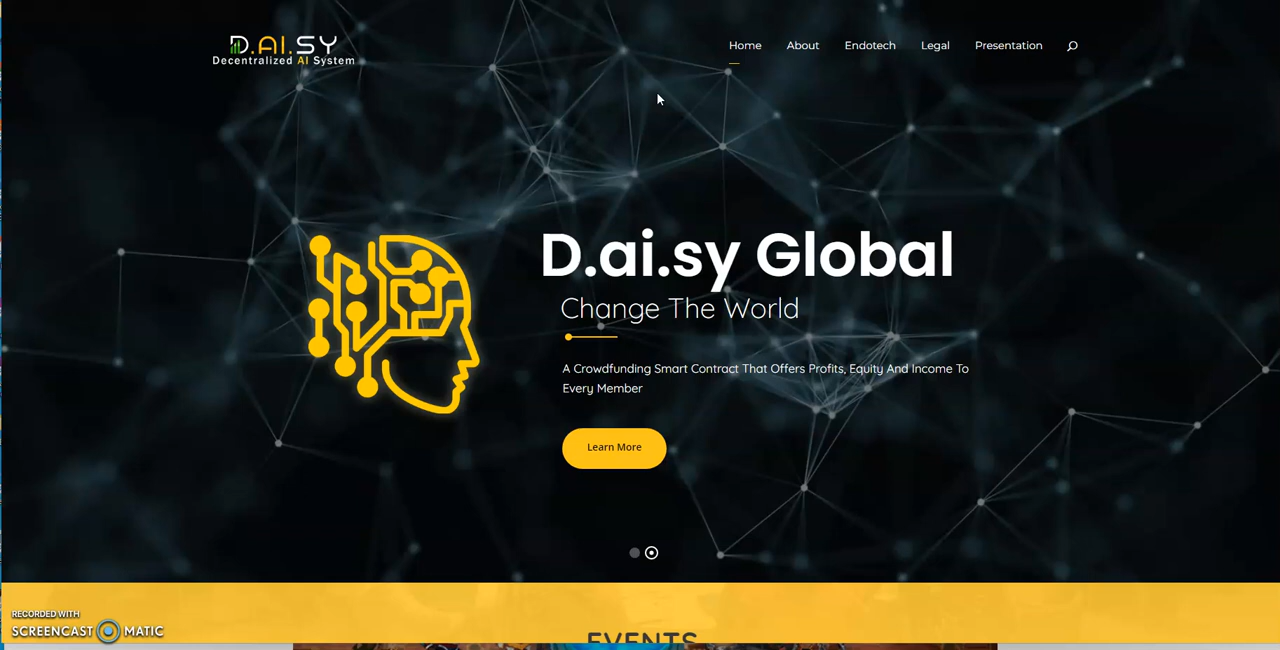 D.AI.SY
Decentralized AI System
Home About Endotech Legal Presentation
D.ai.sy Global
Change The World
A Crowdfunding Smart Contract That Offers Profits, Equity And Income To
Every Member
Learn More
EVENTS
RECORDED WITH
SCREENCAST MATIC